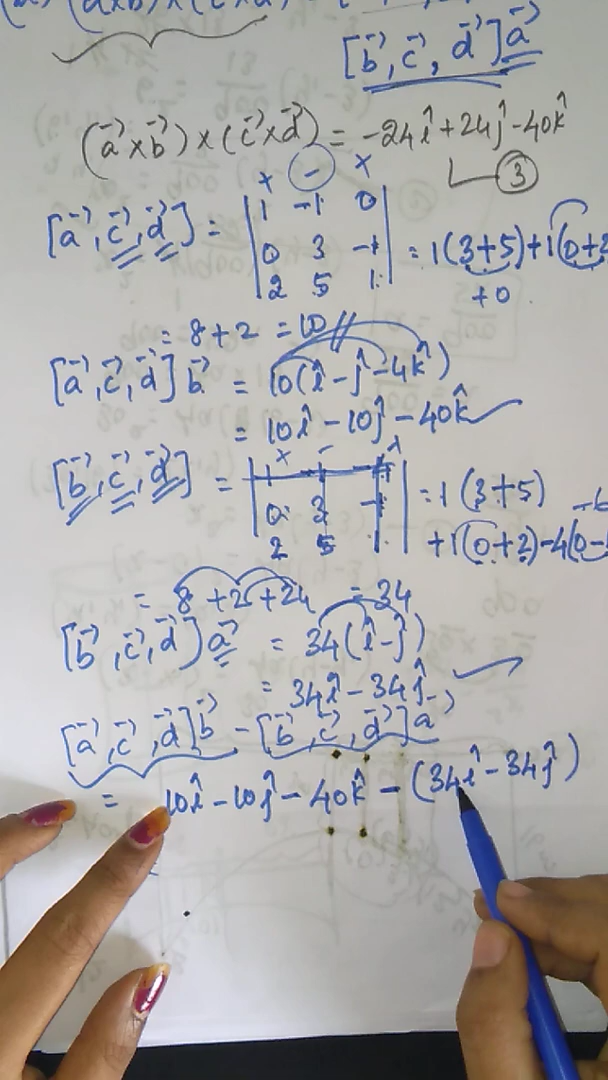 (a⃗×b⃗)×(c⃗×
[b⃗, c⃗, d⃗]a⃗
(a⃗×b⃗)×(c⃗×d⃗) = -24î+24ĵ-40k̂
③
+ - +
[a⃗, c⃗, d⃗] = |1 -1 0| = 1(3+5)+1(0+2
|0 3 -1|
|2 5 1| +0
= 8+2 = 10//
[a⃗, c⃗, d⃗] b⃗ = 10(î-ĵ-4k̂)
= 10î-10ĵ-40k̂
+ - +
[b⃗, c⃗, d⃗] = |1 -1 -4| = 1(3+5)
|0 3 -1| +1(0+2)-4(0-6
|2 5 1|
= 8+2+24 = 34
[b⃗, c⃗, d⃗] a⃗ = 34(î-ĵ)
= 34î-34ĵ
[a⃗, c⃗, d⃗]b⃗ - [b⃗, c⃗, d⃗]a⃗
= 10î-10ĵ-40k̂-(34î-34ĵ)